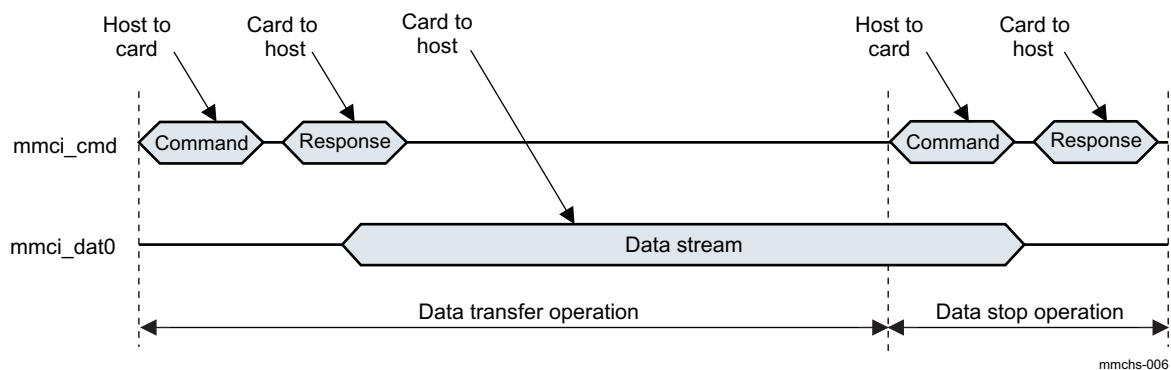 Host to
card
Card to
host
Card to
host
Host to
card
Card to
host
mmci_cmd
Command
Response
Command
Response
mmci_dat0
Data stream
Data transfer operation
Data stop operation
mmchs-006